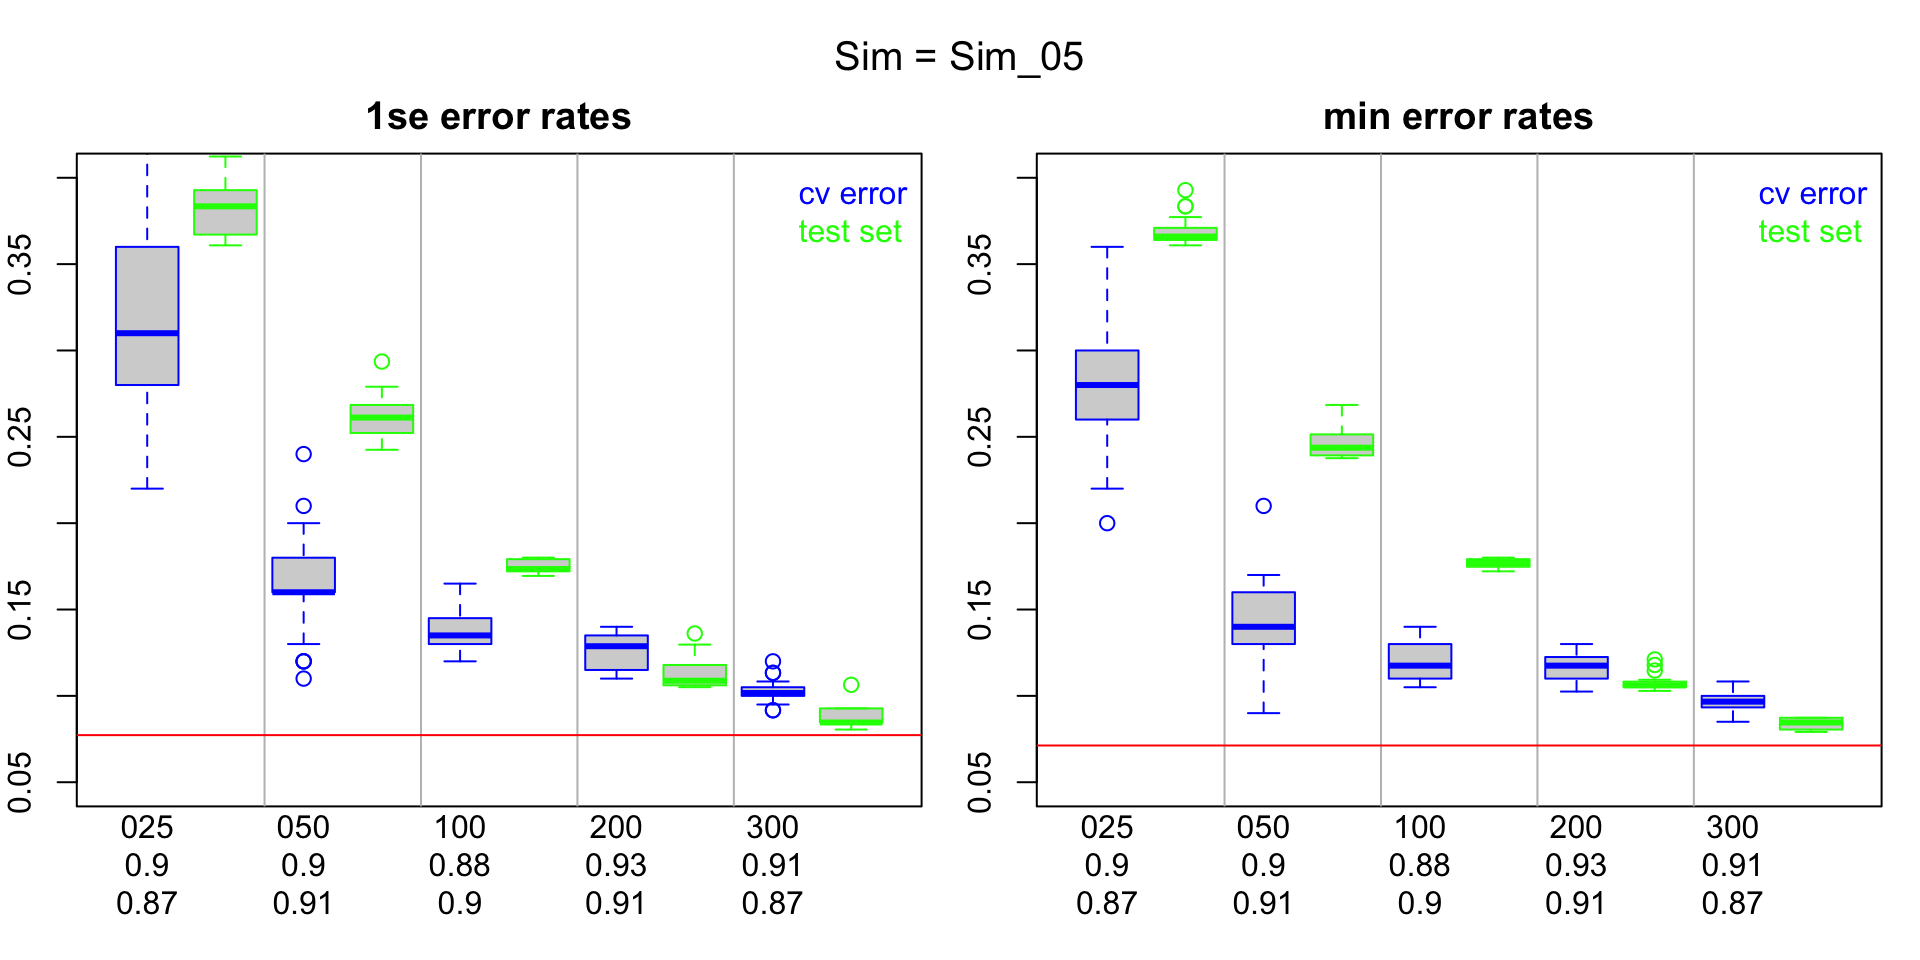 Sim = Sim_05
1se error rates
cv error
test set
0.35
0.25
0.15
0.05
025 050 100 200 300
0.9 0.9 0.88 0.93 0.91
0.87 0.91 0.9 0.91 0.87
min error rates
cv error
test set
0.35
0.25
0.15
0.05
025 050 100 200 300
0.9 0.9 0.88 0.93 0.91
0.87 0.91 0.9 0.91 0.87